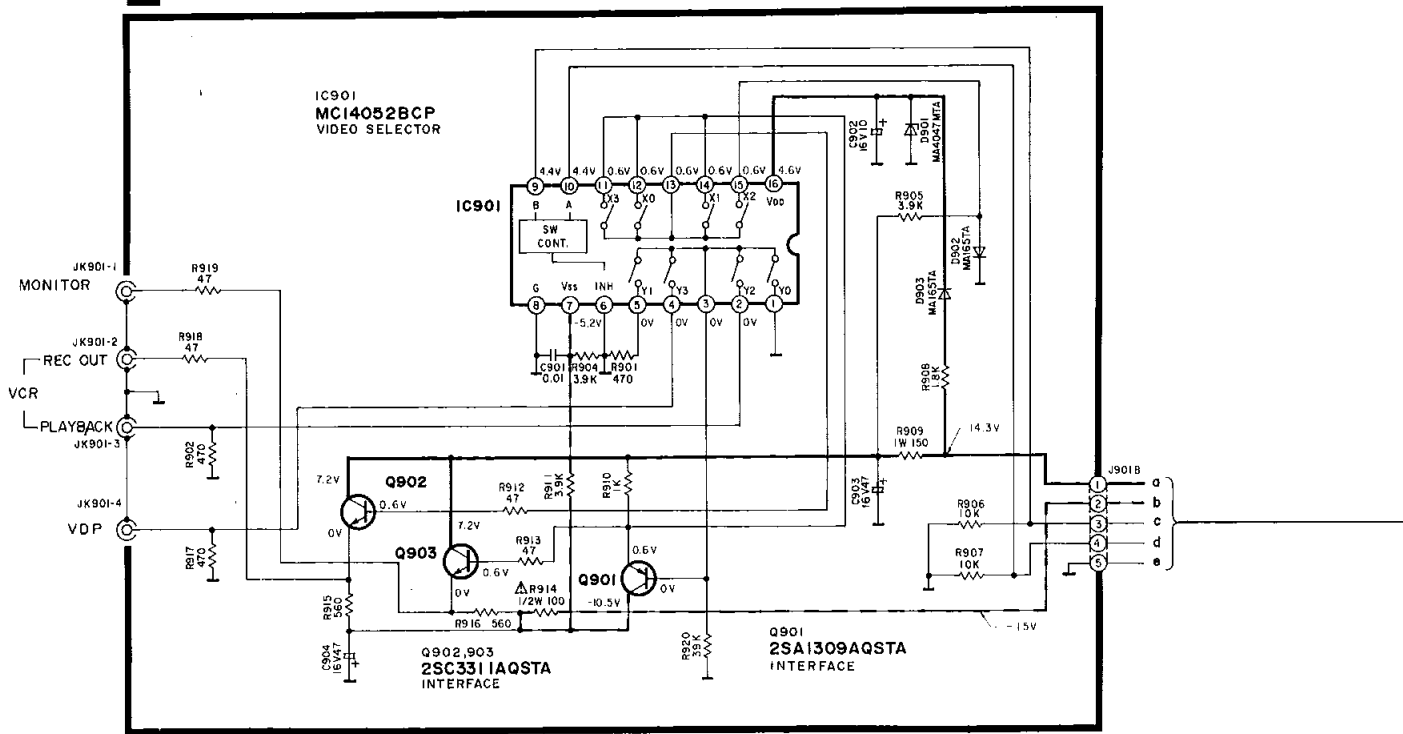 IC901
MC14052BCP
VIDEO SELECTOR
C902
16V10
D901
MA4047MTA
4.4V 4.4V 0.6V 0.6V 0.6V 0.6V 0.6V 4.6V
9 10 11 12 13 14 15 16
IC901
B A X3 X0 X1 X2 VDD
SW
CONT.
G VSS INH Y1 Y3 Y2 Y0
8 7 6 5 4 3 2 1
-5.2V 0V 0V 0V 0V
R905
3.9K
D902
MA165TA
D903
MA165TA
R908
1.8K
C901
0.01
R904
3.9K
R901
470
JK901-1
MONITOR
R919
47
JK901-2
REC OUT
R918
47
VCR
PLAYBACK
JK901-3
R902
470
JK901-4
VDP
R917
470
R909
1W 150
14.3V
7.2V
Q902
0.6V
0V
R912
47
R911
3.9K
R910
1K
C903
16V47
7.2V
Q903
R913
47
0.6V
0V
0.6V
Q901
0V
-10.5V
R914
1/2W 100
R915
560
R916 560
C904
16V47
R920
39K
R906
10K
R907
10K
-15V
J901B
1 a
2 b
3 c
4 d
5 e
Q902,903
2SC3311AQSTA
INTERFACE
Q901
2SA1309AQSTA
INTERFACE